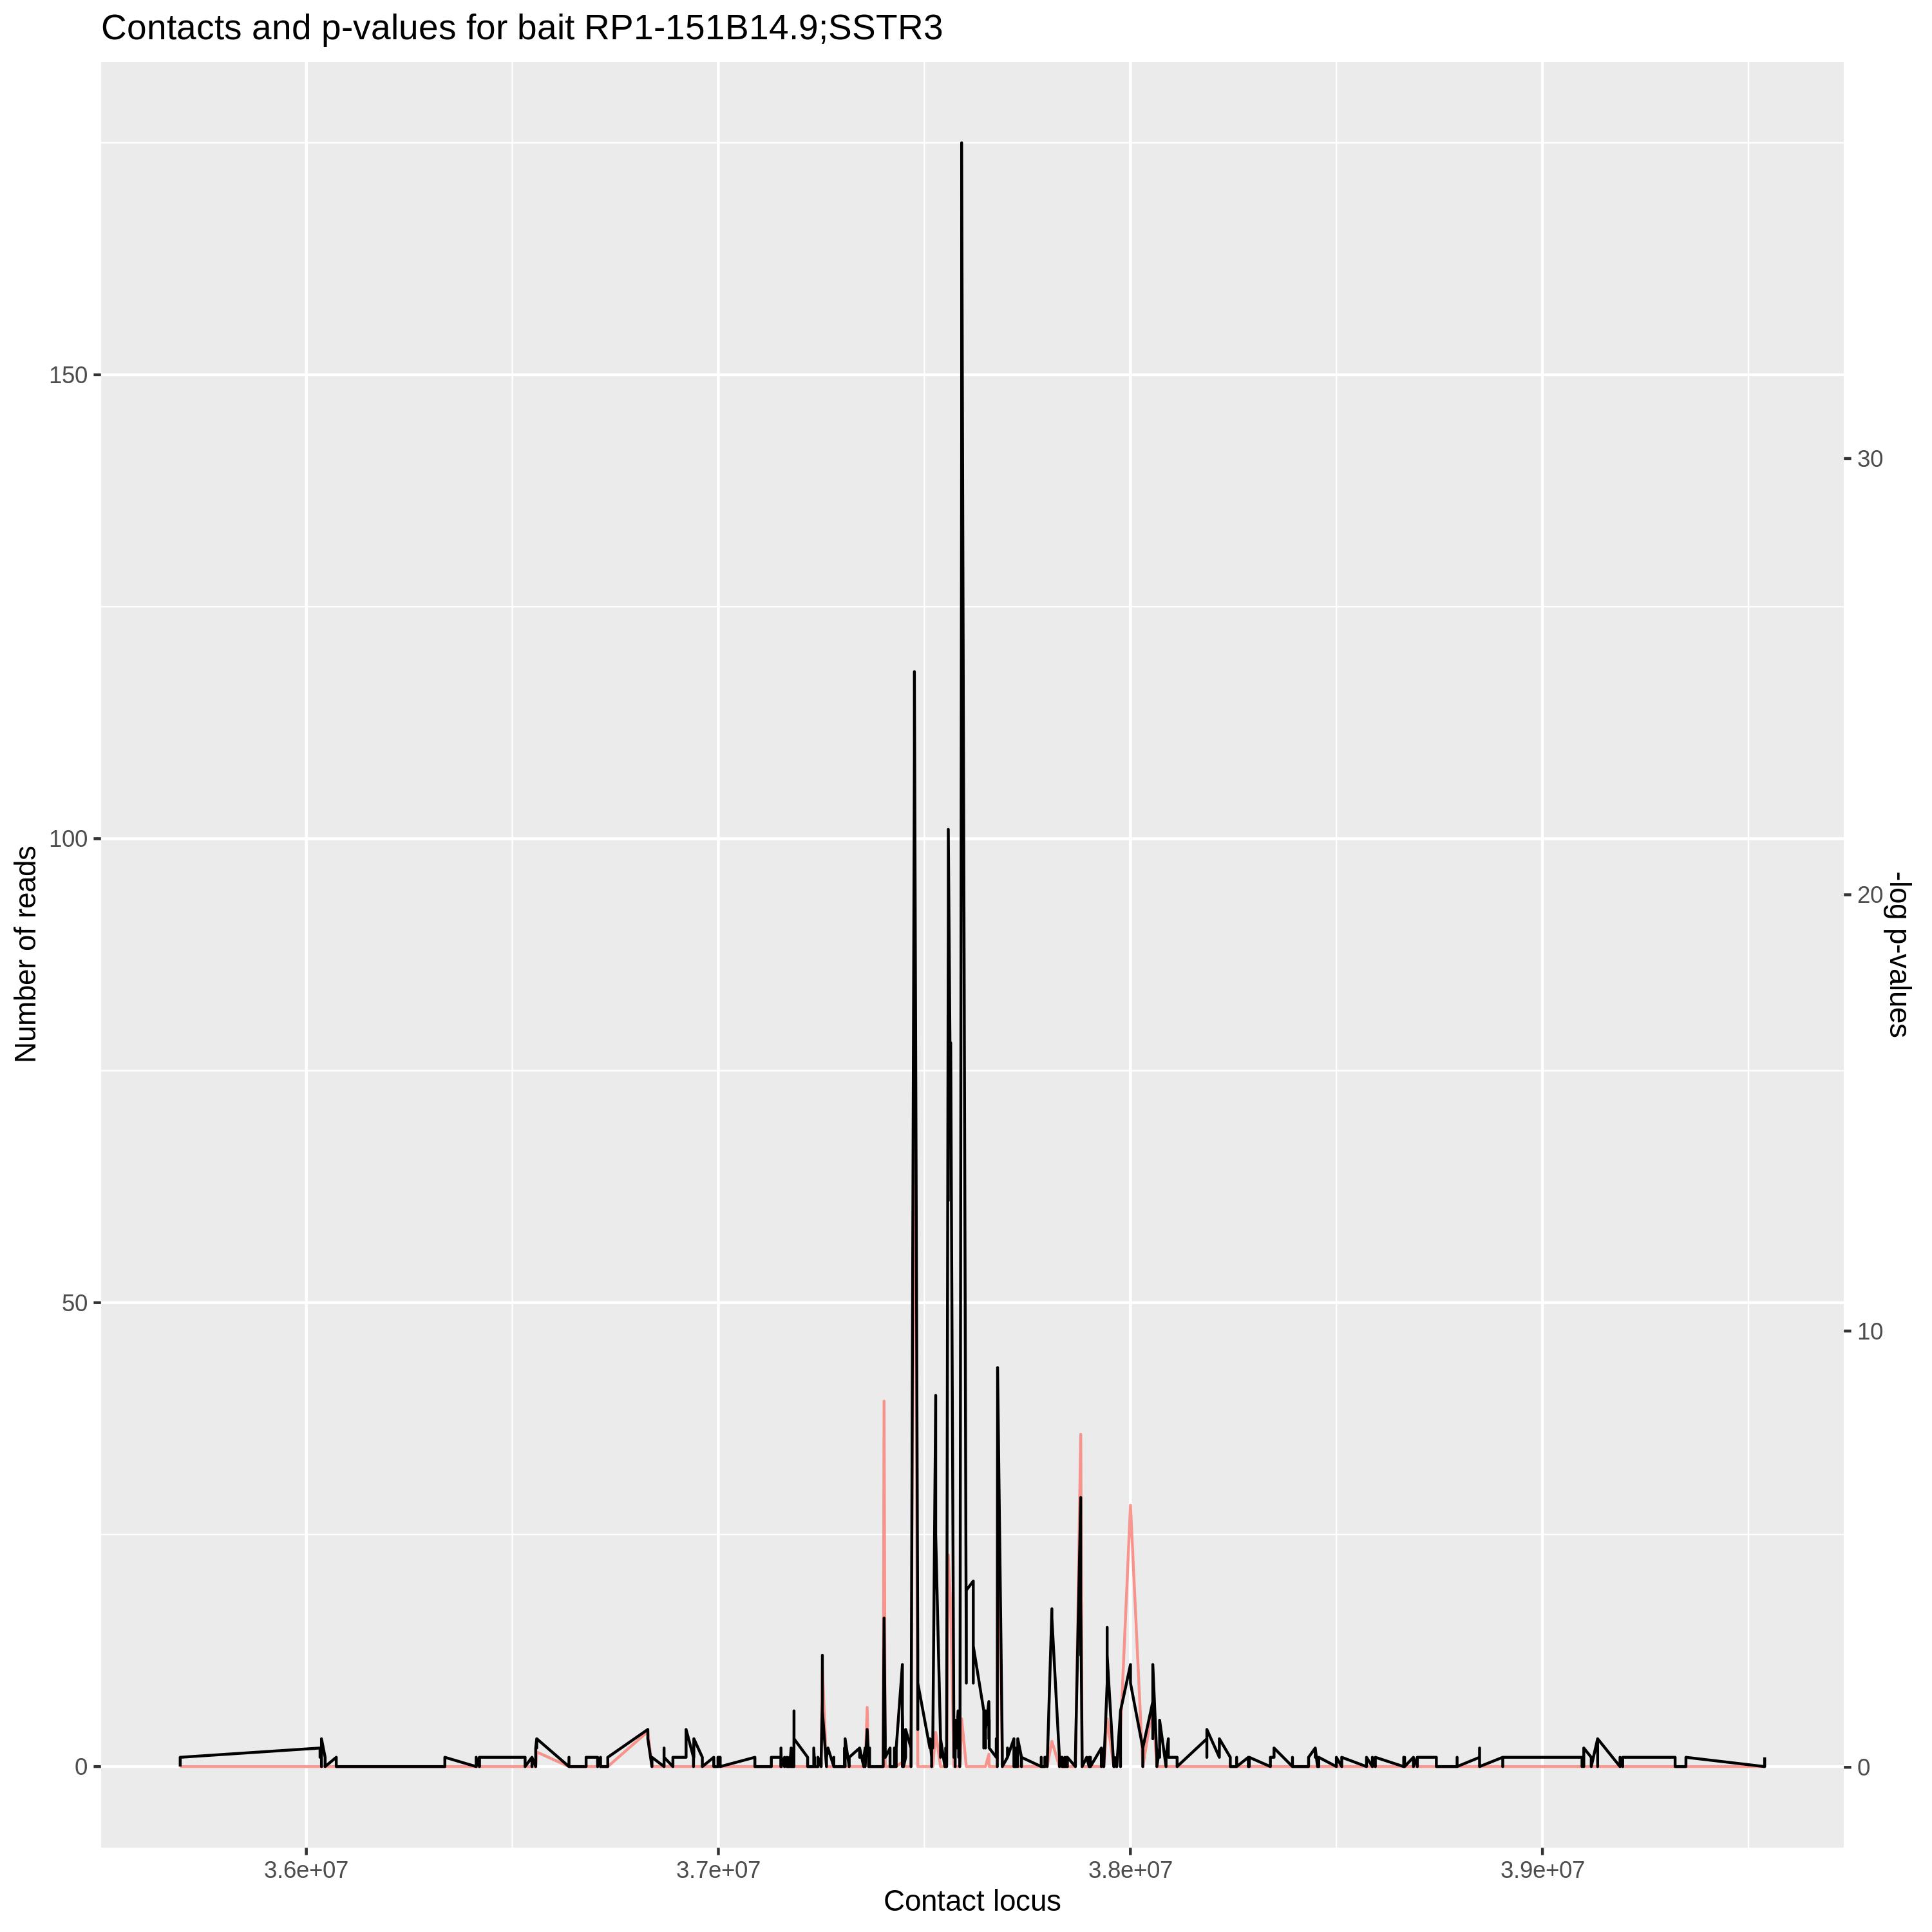 Contacts and p-values for bait RP1-151B14.9;SSTR3
150
100
50
0
Number of reads
30
20
10
0
-log p-values
3.6e+07
3.7e+07
3.8e+07
3.9e+07
Contact locus